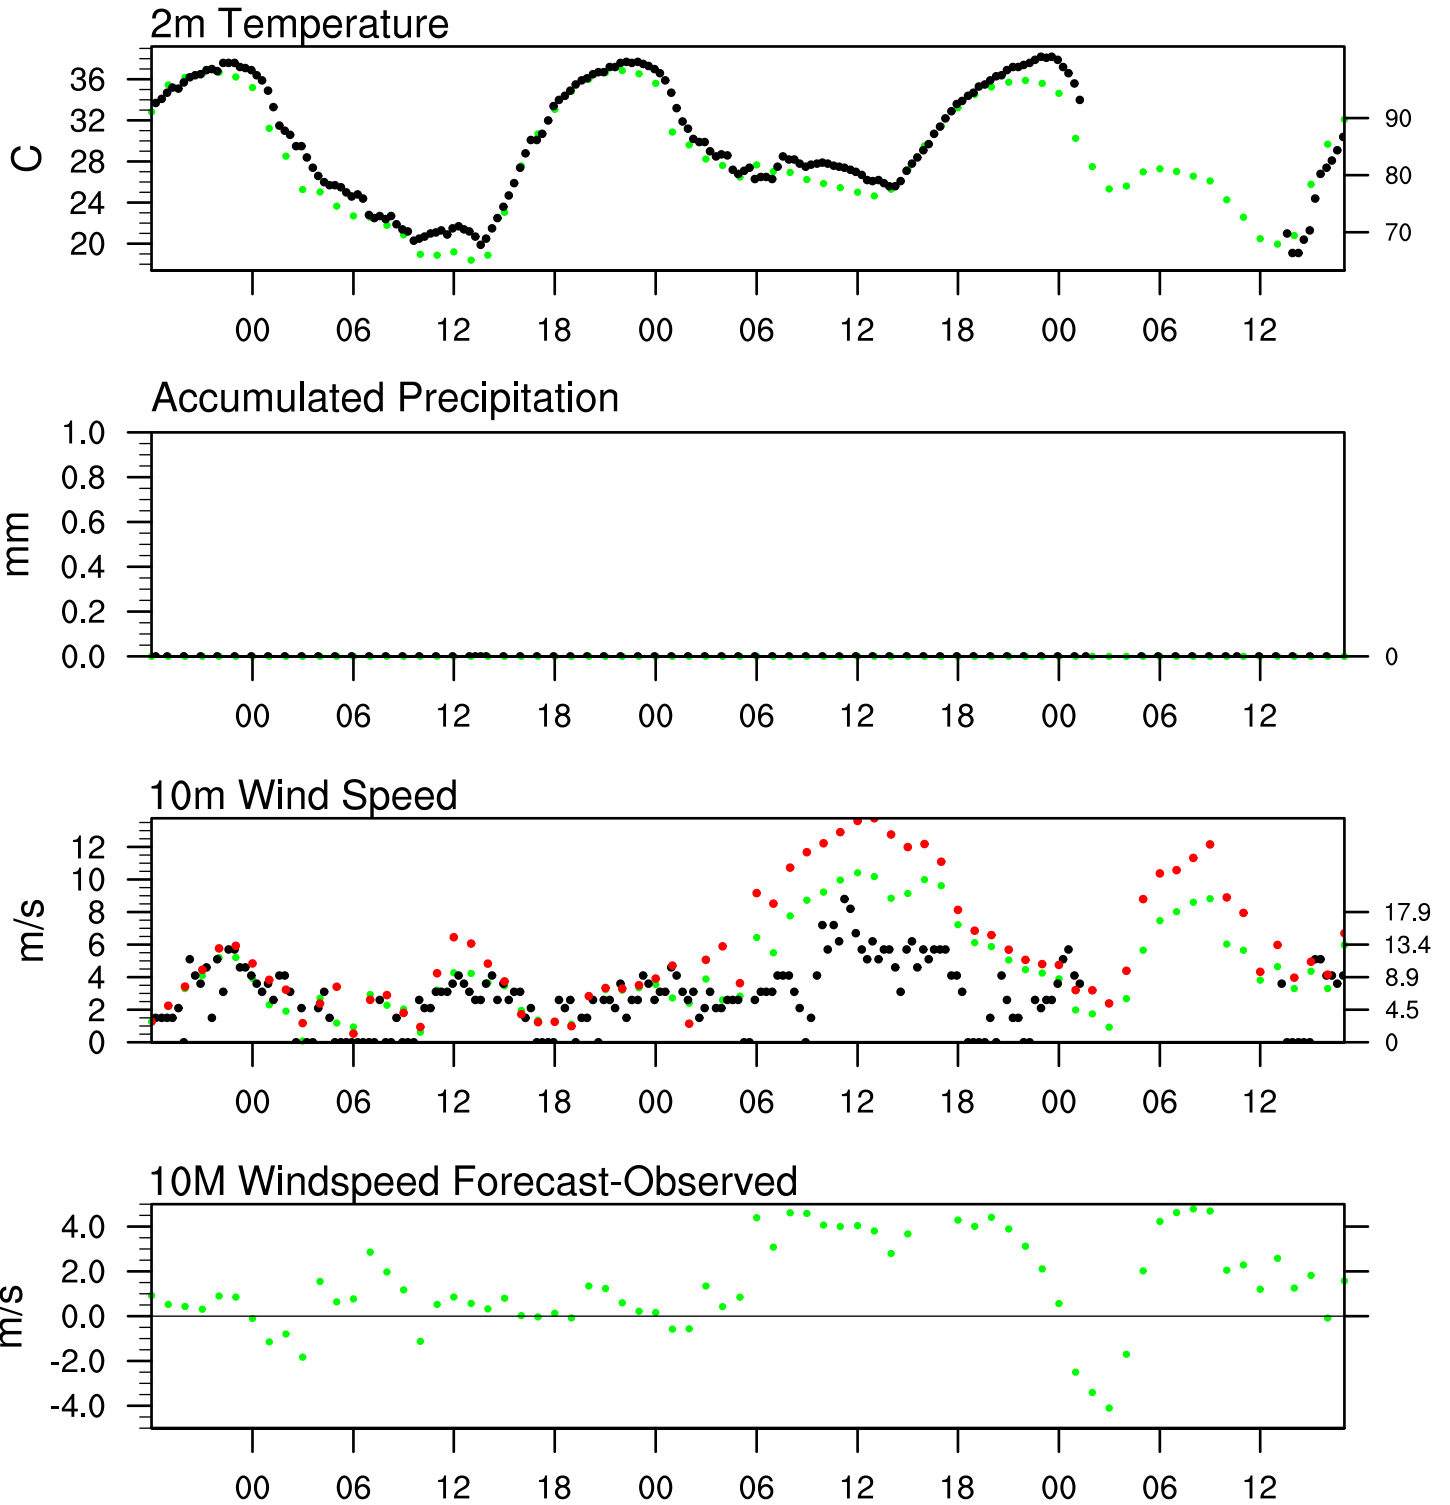 2m Temperature
C
36
32
28
24
20
90
80
70
00 06 12 18 00 06 12 18 00 06 12
Accumulated Precipitation
mm
1.0
0.8
0.6
0.4
0.2
0.0
0
00 06 12 18 00 06 12 18 00 06 12
10m Wind Speed
m/s
12
10
8
6
4
2
0
17.9
13.4
8.9
4.5
0
00 06 12 18 00 06 12 18 00 06 12
10M Windspeed Forecast-Observed
m/s
4.0
2.0
0.0
-2.0
-4.0
00 06 12 18 00 06 12 18 00 06 12